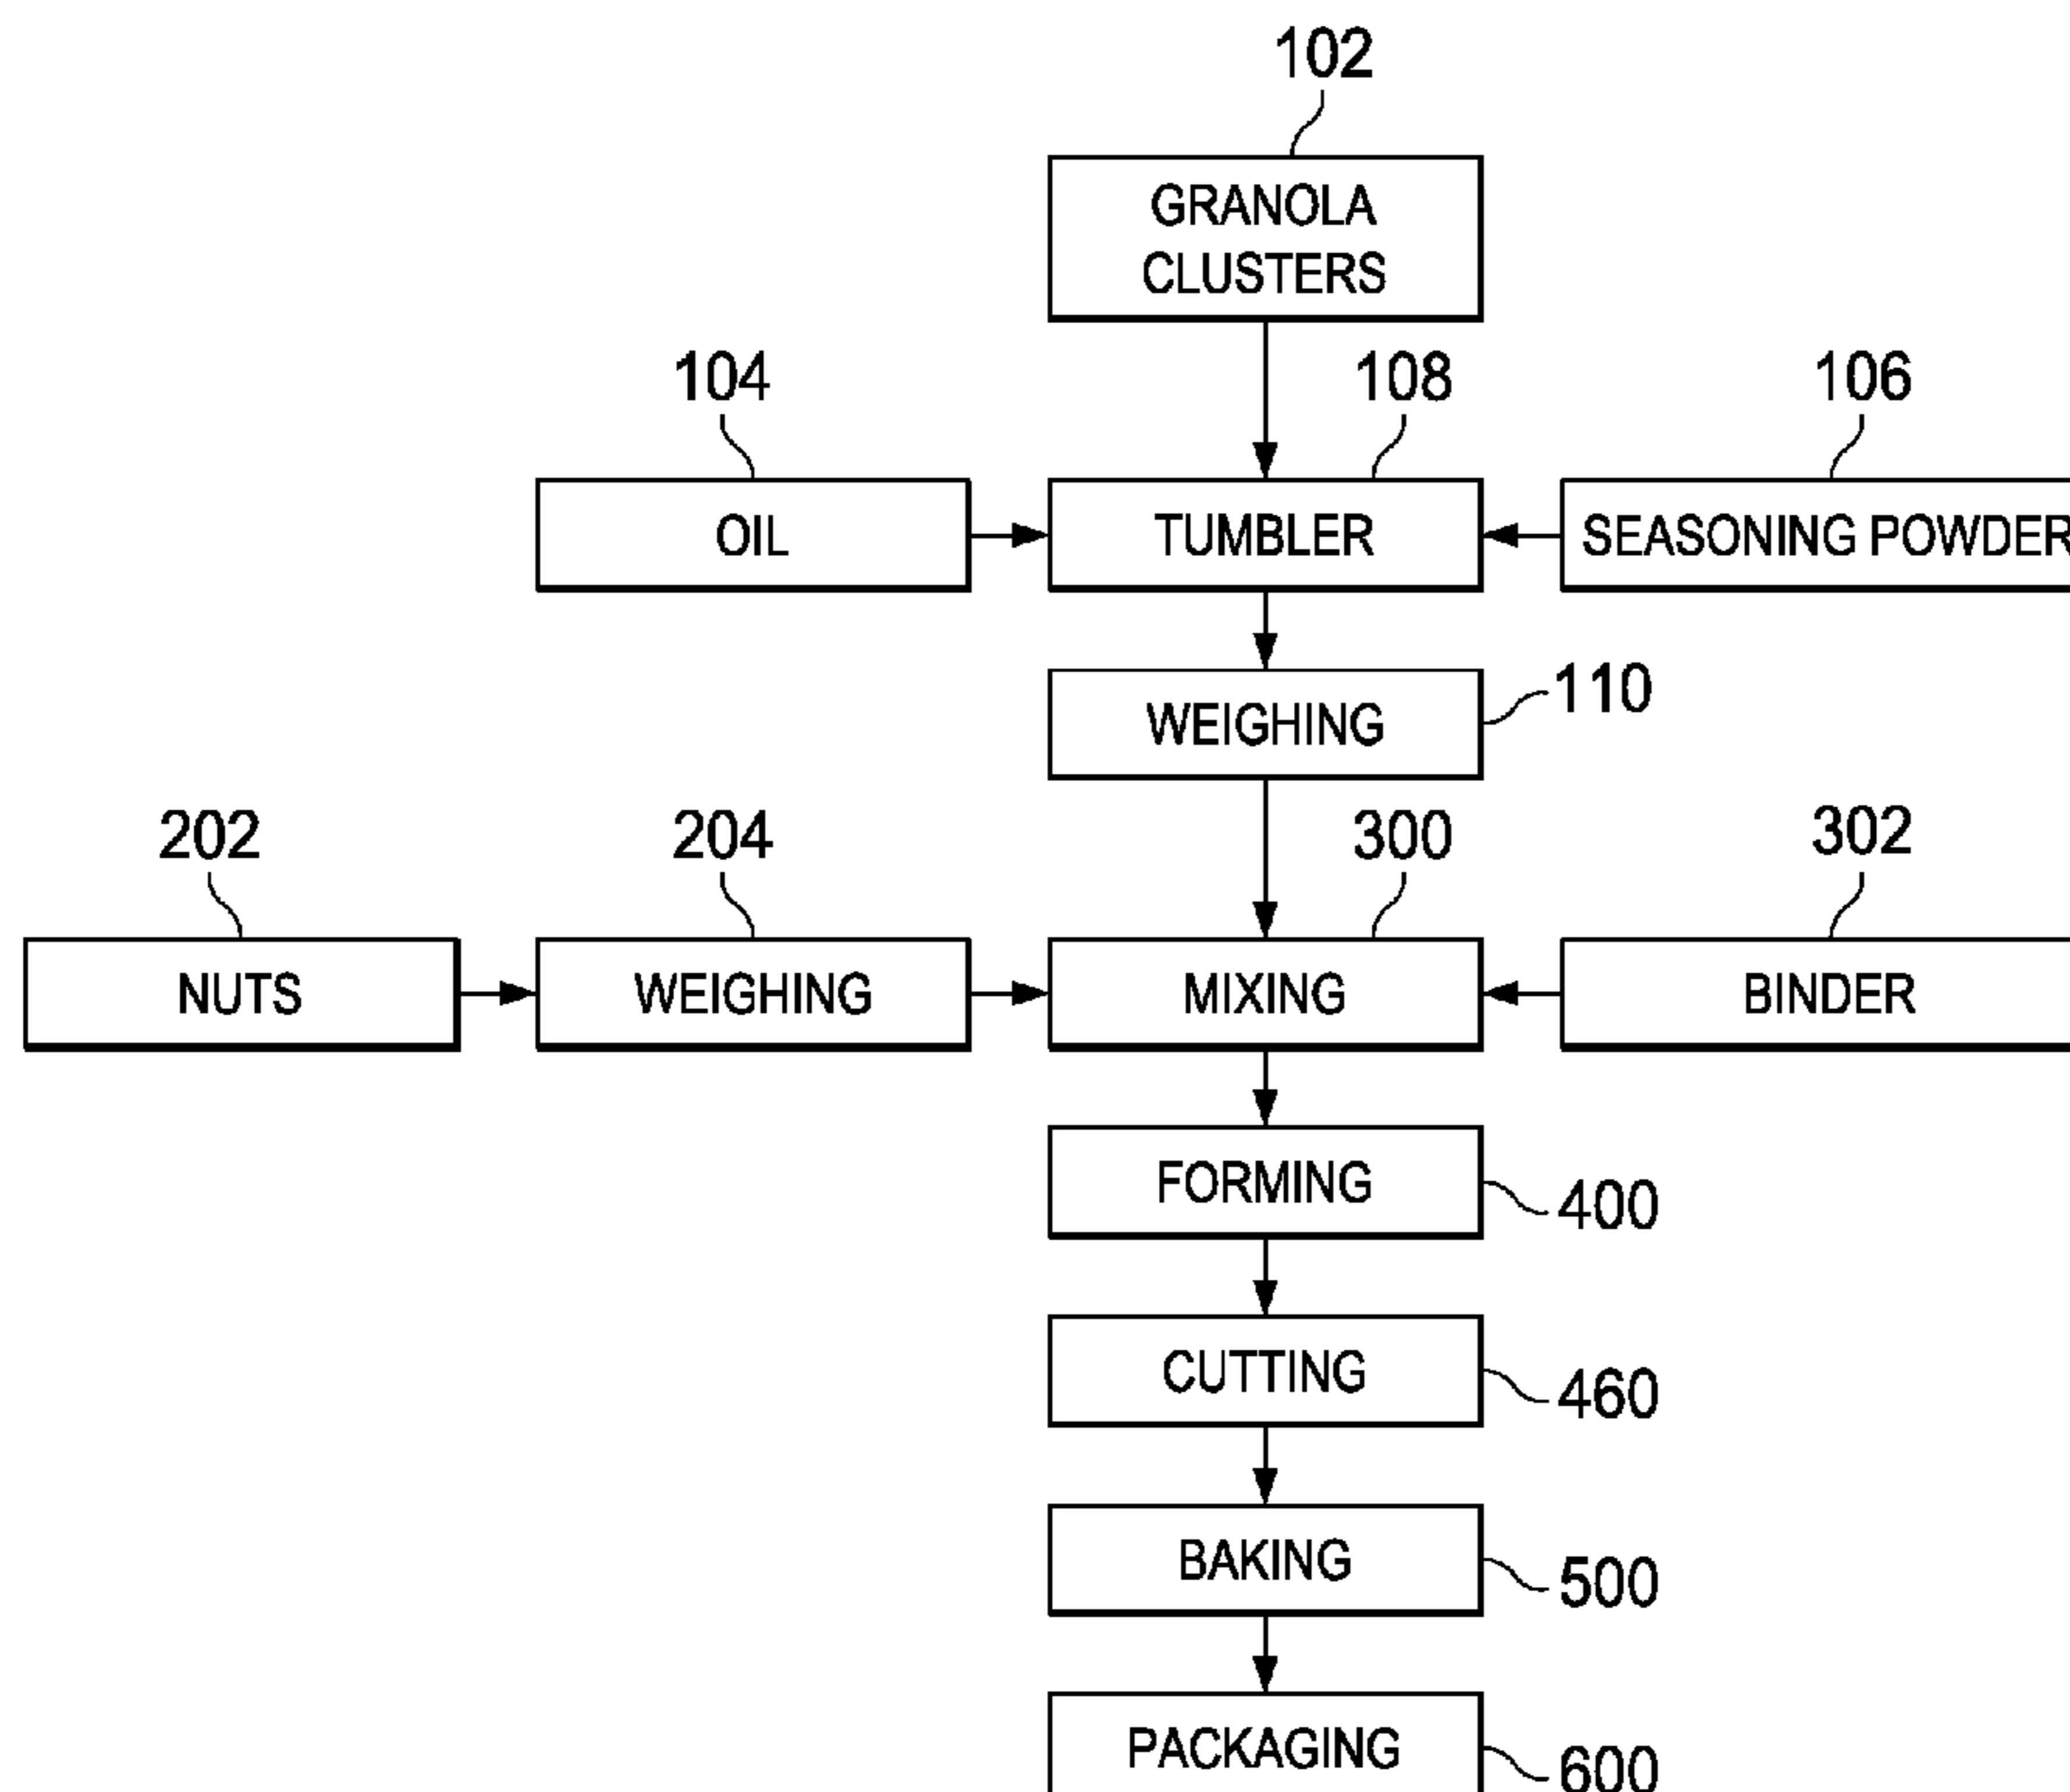 102
GRANOLA
CLUSTERS
104
108
106
OIL
TUMBLER
SEASONING POWDER
WEIGHING
110
202
204
300
302
NUTS
WEIGHING
MIXING
BINDER
FORMING
400
CUTTING
460
BAKING
500
PACKAGING
600